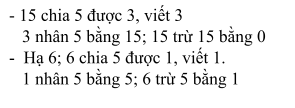 - 15 chia 5 được 3, viết 3
3 nhân 5 bằng 15; 15 trừ 15 bằng 0
- Hạ 6; 6 chia 5 được 1, viết 1.
1 nhân 5 bằng 5; 6 trừ 5 bằng 1